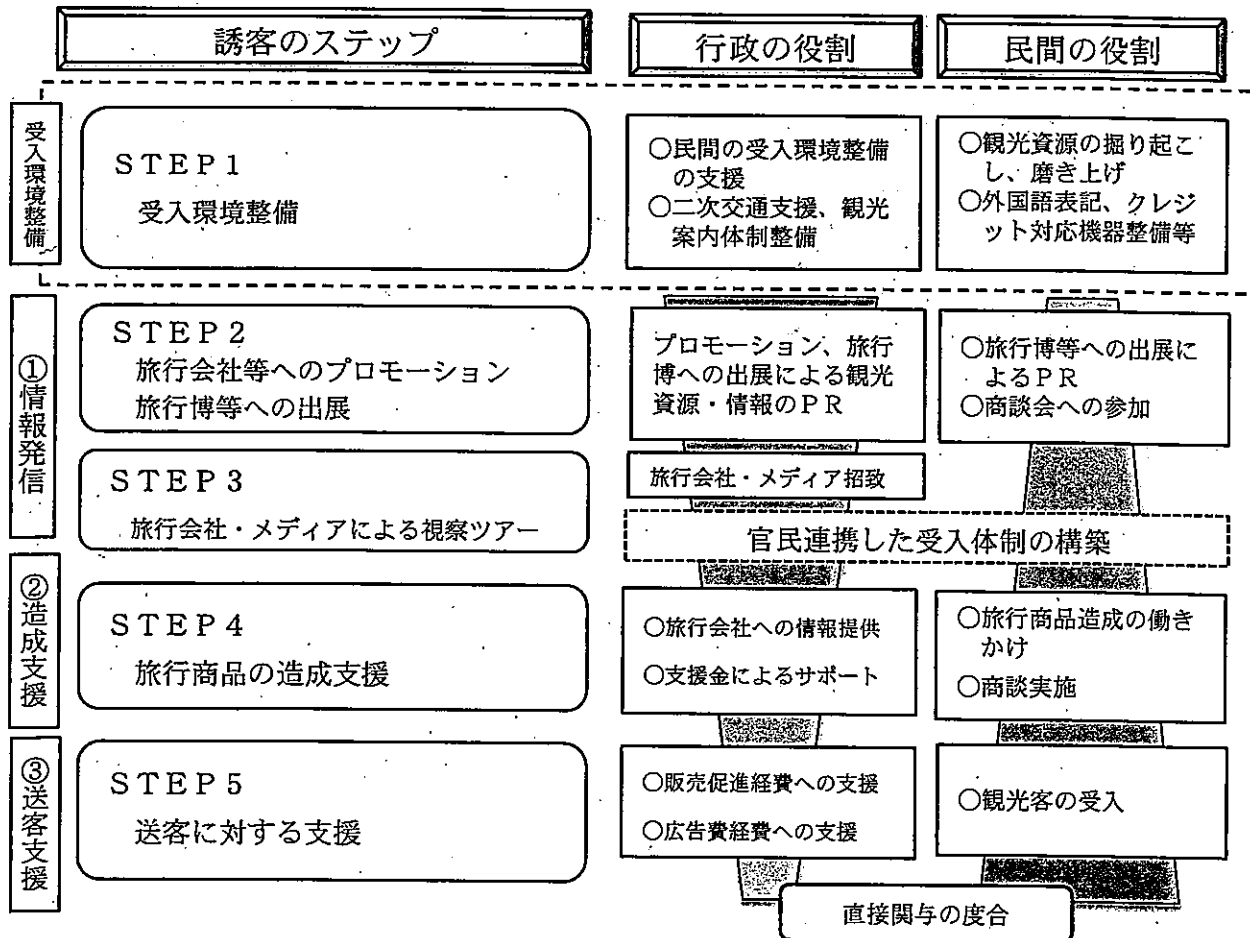 誘客のステップ
行政の役割
民間の役割
受入環境整備
STEP1
受入環境整備
○民間の受入環境整備
の支援
○二次交通支援、観光
案内体制整備
○観光資源の掘り起こ
し、磨き上げ
○外国語表記、クレジ
ット対応機器整備等
①情報発信
STEP2
旅行会社等へのプロモーション
旅行博等への出展
プロモーション、旅行
博への出展による観光
資源・情報のPR
○旅行博等への出展に
よるPR
○商談会への参加
STEP3
旅行会社・メディアによる視察ツアー
旅行会社・メディア招致
官民連携した受入体制の構築
②造成支援
STEP4
旅行商品の造成支援
○旅行会社への情報提供
○支援金によるサポート
○旅行商品造成の働き
かけ
○商談実施
③送客支援
STEP5
送客に対する支援
○販売促進経費への支援
○広告費経費への支援
○観光客の受入
直接関与の度合